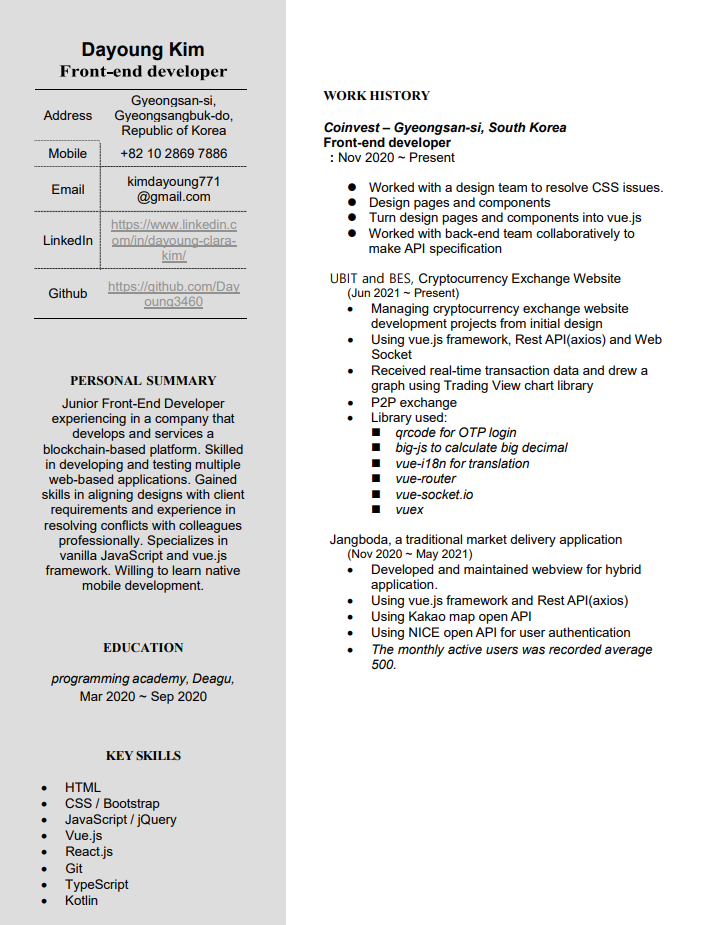 Dayoung Kim
Front-end developer
Address
Gyeongsan-si,
Gyeongsangbuk-do,
Republic of Korea
Mobile
+82 10 2869 7886
Email
kimdayoung771
@gmail.com
LinkedIn
https://www.linkedin.c
om/in/dayoung-clara-
kim/
Github
https://github.com/Day
oung3460
PERSONAL SUMMARY
Junior Front-End Developer
experiencing in a company that
develops and services a
blockchain-based platform. Skilled
in developing and testing multiple
web-based applications. Gained
skills in aligning designs with client
requirements and experience in
resolving conflicts with colleagues
professionally. Specializes in
vanilla JavaScript and vue.js
framework. Willing to learn native
mobile development.
EDUCATION
programming academy, Deagu,
Mar 2020 ~ Sep 2020
KEY SKILLS
• HTML
• CSS / Bootstrap
• JavaScript / jQuery
• Vue.js
• React.js
• Git
• TypeScript
• Kotlin
WORK HISTORY
Coinvest – Gyeongsan-si, South Korea
Front-end developer
: Nov 2020 ~ Present
● Worked with a design team to resolve CSS issues.
● Design pages and components
● Turn design pages and components into vue.js
● Worked with back-end team collaboratively to
make API specification
UBIT and BES, Cryptocurrency Exchange Website
(Jun 2021 ~ Present)
• Managing cryptocurrency exchange website
development projects from initial design
• Using vue.js framework, Rest API(axios) and Web
Socket
• Received real-time transaction data and drew a
graph using Trading View chart library
• P2P exchange
• Library used:
■ qrcode for OTP login
■ big-js to calculate big decimal
■ vue-i18n for translation
■ vue-router
■ vue-socket.io
■ vuex
Jangboda, a traditional market delivery application
(Nov 2020 ~ May 2021)
• Developed and maintained webview for hybrid
application.
• Using vue.js framework and Rest API(axios)
• Using Kakao map open API
• Using NICE open API for user authentication
• The monthly active users was recorded average
500.